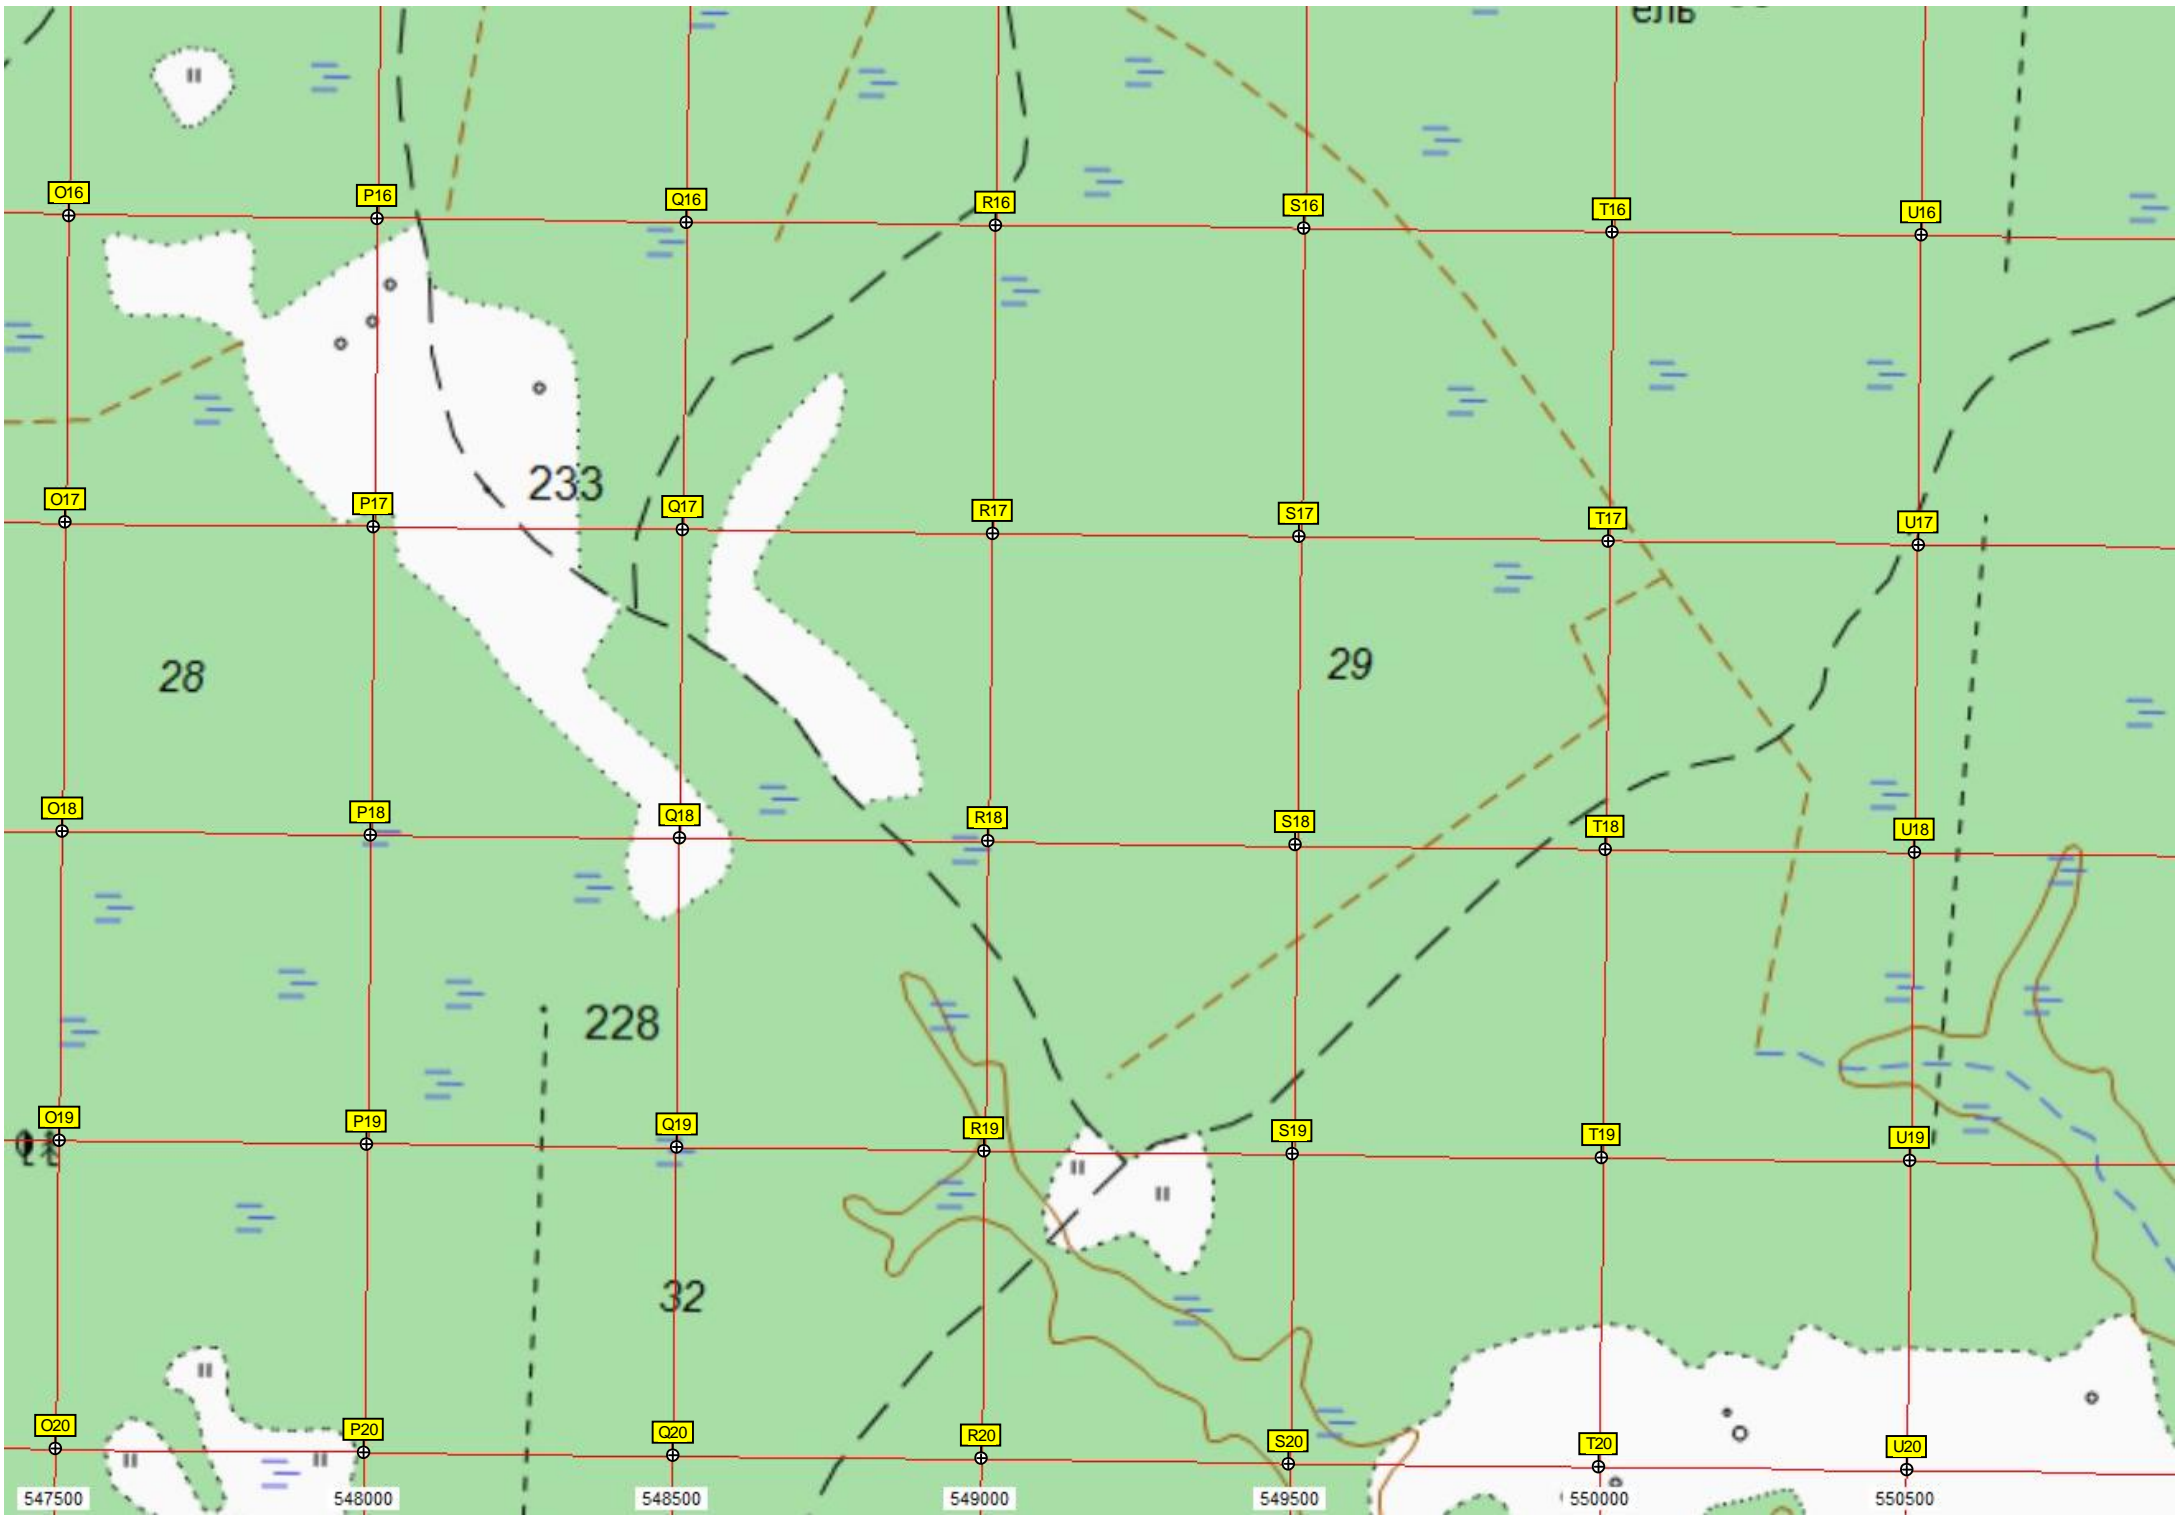 ель
O16 P16 Q16 R16 S16 T16 U16
233
O17 P17 Q17 R17 S17 T17 U17
28 29
O18 P18 Q18 R18 S18 T18 U18
228
O19 P19 Q19 R19 S19 T19 U19
32
O20 P20 Q20 R20 S20 T20 U20
547500 548000 548500 549000 549500 550000 550500